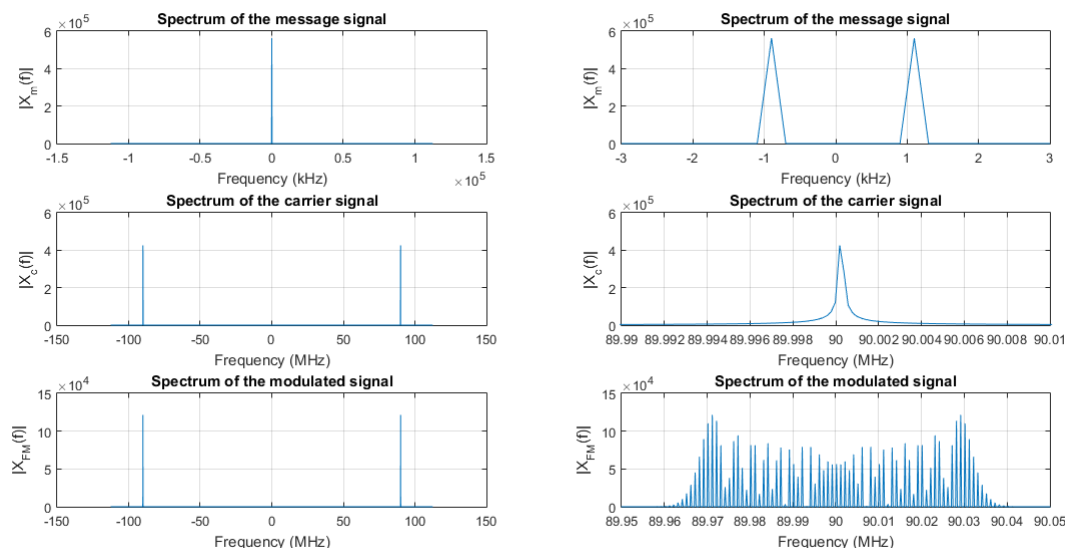 Spectrum of the message signal
×10^5
6
4
2
0
|X_m(f)|
-1.5 -1 -0.5 0 0.5 1 1.5
Frequency (kHz)
×10^5
Spectrum of the message signal
×10^5
6
4
2
0
|X_m(f)|
-3 -2 -1 0 1 2 3
Frequency (kHz)
Spectrum of the carrier signal
×10^5
6
4
2
0
|X_c(f)|
-150 -100 -50 0 50 100 150
Frequency (MHz)
Spectrum of the carrier signal
×10^5
6
4
2
0
|X_c(f)|
89.99 89.992 89.994 89.996 89.998 90 90.002 90.004 90.006 90.008 90.01
Frequency (MHz)
Spectrum of the modulated signal
×10^4
15
10
5
0
|X_FM(f)|
-150 -100 -50 0 50 100 150
Frequency (MHz)
Spectrum of the modulated signal
×10^4
15
10
5
0
|X_FM(f)|
89.95 89.96 89.97 89.98 89.99 90 90.01 90.02 90.03 90.04 90.05
Frequency (MHz)